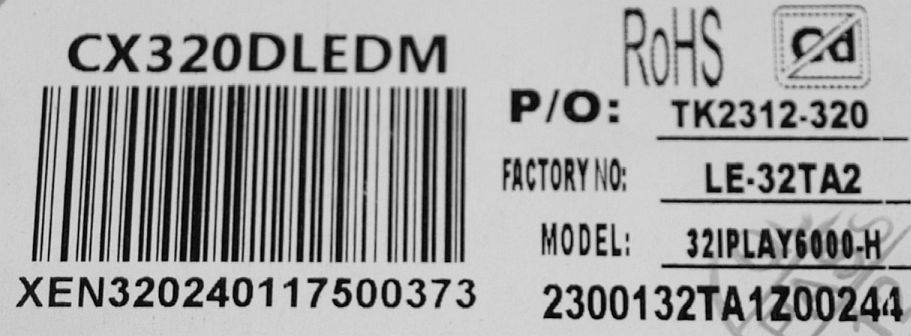 CX320DLEDM
XEN320240117500373
RoHS Cd
P/O: TK2312-320
FACTORY NO: LE-32TA2
MODEL: 32IPLAY6000-H
2300132TA1Z00244